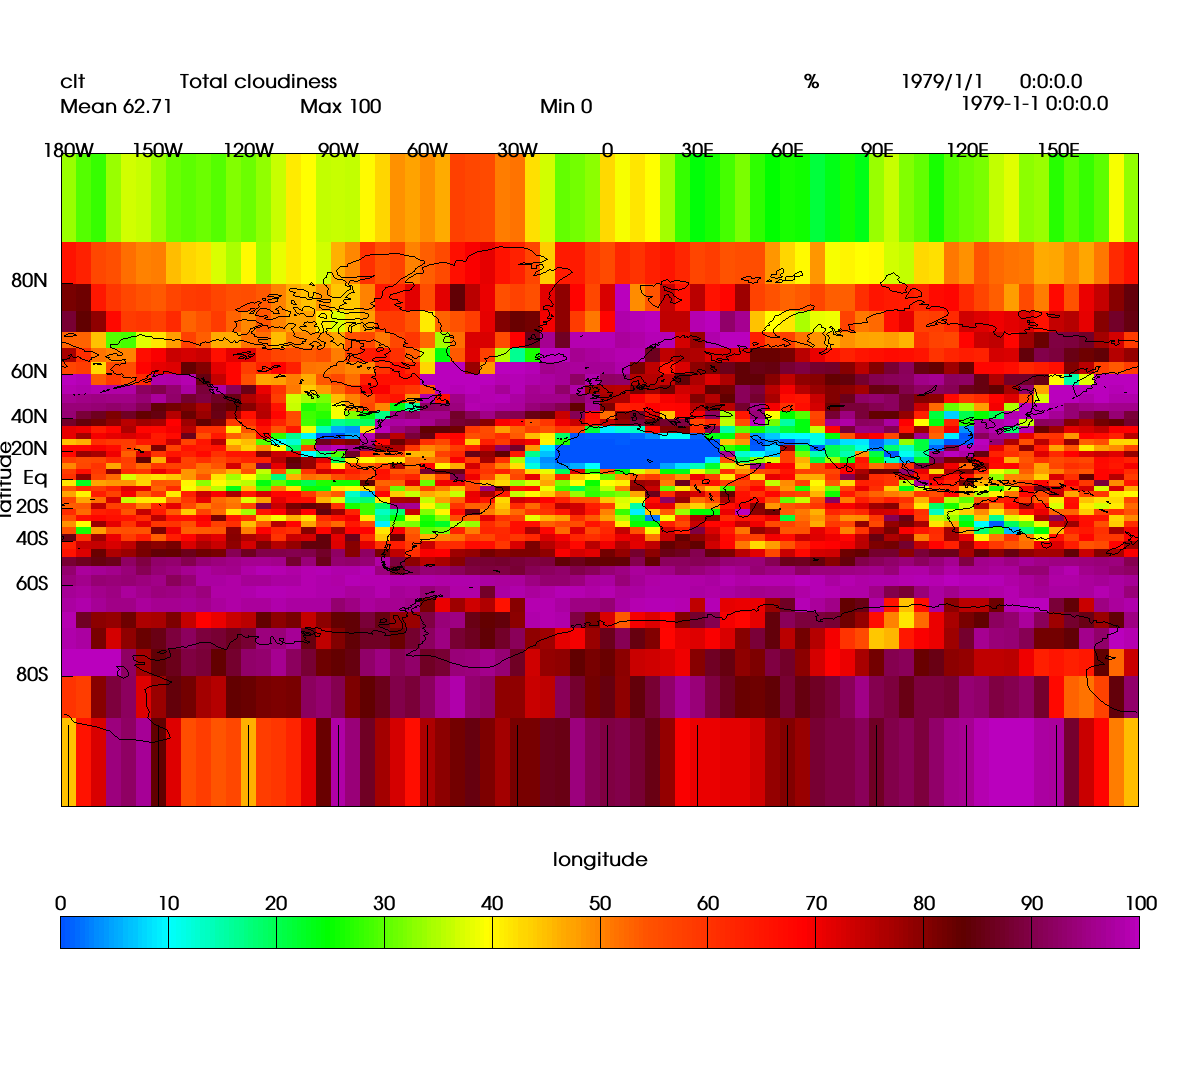 clt Total cloudiness % 1979/1/1 0:0:0.0
Mean 62.71 Max 100 Min 0 1979-1-1 0:0:0.0
180W 150W 120W 90W 60W 30W 0 30E 60E 90E 120E 150E
80N
60N
40N
20N
Eq
20S
40S
60S
80S
latitude
longitude
0 10 20 30 40 50 60 70 80 90 100